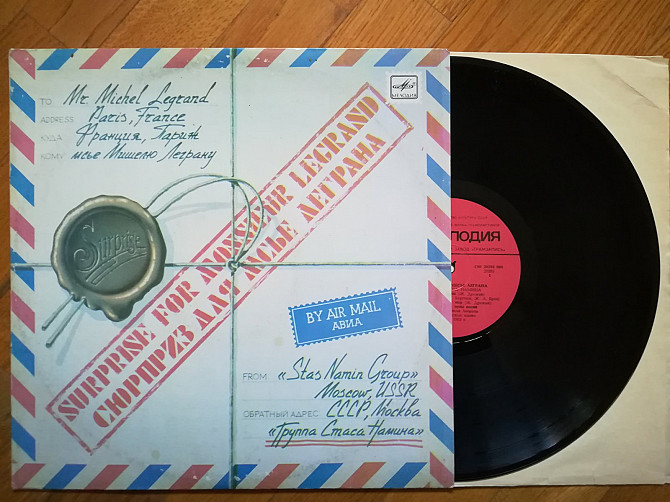 МЕЛОДИЯ
TO Mr. Michel Legrand
ADDRESS Paris, France
КУДА Франция, Париж
КОМУ мсье Мишелю Леграну
Surprise
SURPRISE FOR MONSIEUR LEGRAND
СЮРПРИЗ ДЛЯ МСЬЕ ЛЕГРАНА
BY AIR MAIL
АВИА
FROM «Stas Namin Group»
Moscow, USSR
ОБРАТНЫЙ АДРЕС СССР, Москва
«Группа Стаса Намина»
ЛОДИЯ